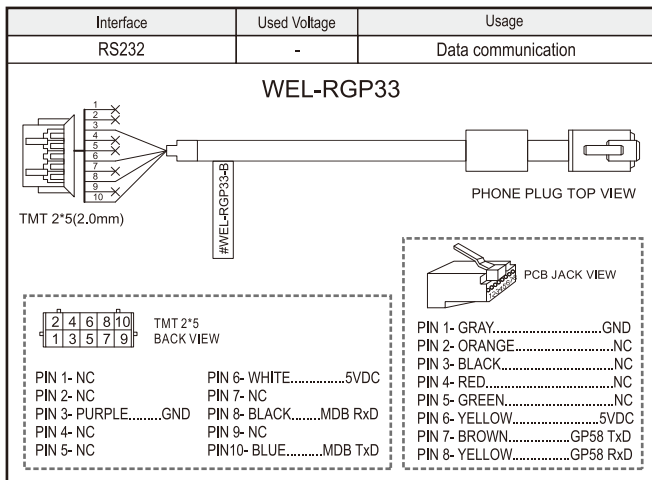 Interface Used Voltage Usage
RS232 - Data communication
WEL-RGP33
1
2
3
4
5
6
7
8
9
10
TMT 2*5(2.0mm)
#WEL-RGP33-B
PHONE PLUG TOP VIEW
2 4 6 8 10
1 3 5 7 9
TMT 2*5
BACK VIEW
PIN 1- NC
PIN 2- NC
PIN 3- PURPLE.........GND
PIN 4- NC
PIN 5- NC
PIN 6- WHITE..............5VDC
PIN 7- NC
PIN 8- BLACK.......MDB RxD
PIN 9- NC
PIN10- BLUE.........MDB TxD
PCB JACK VIEW
PIN 1- GRAY............................GND
PIN 2- ORANGE..........................NC
PIN 3- BLACK.............................NC
PIN 4- RED.................................NC
PIN 5- GREEN............................NC
PIN 6- YELLOW.......................5VDC
PIN 7- BROWN..............GP58 TxD
PIN 8- YELLOW..............GP58 RxD